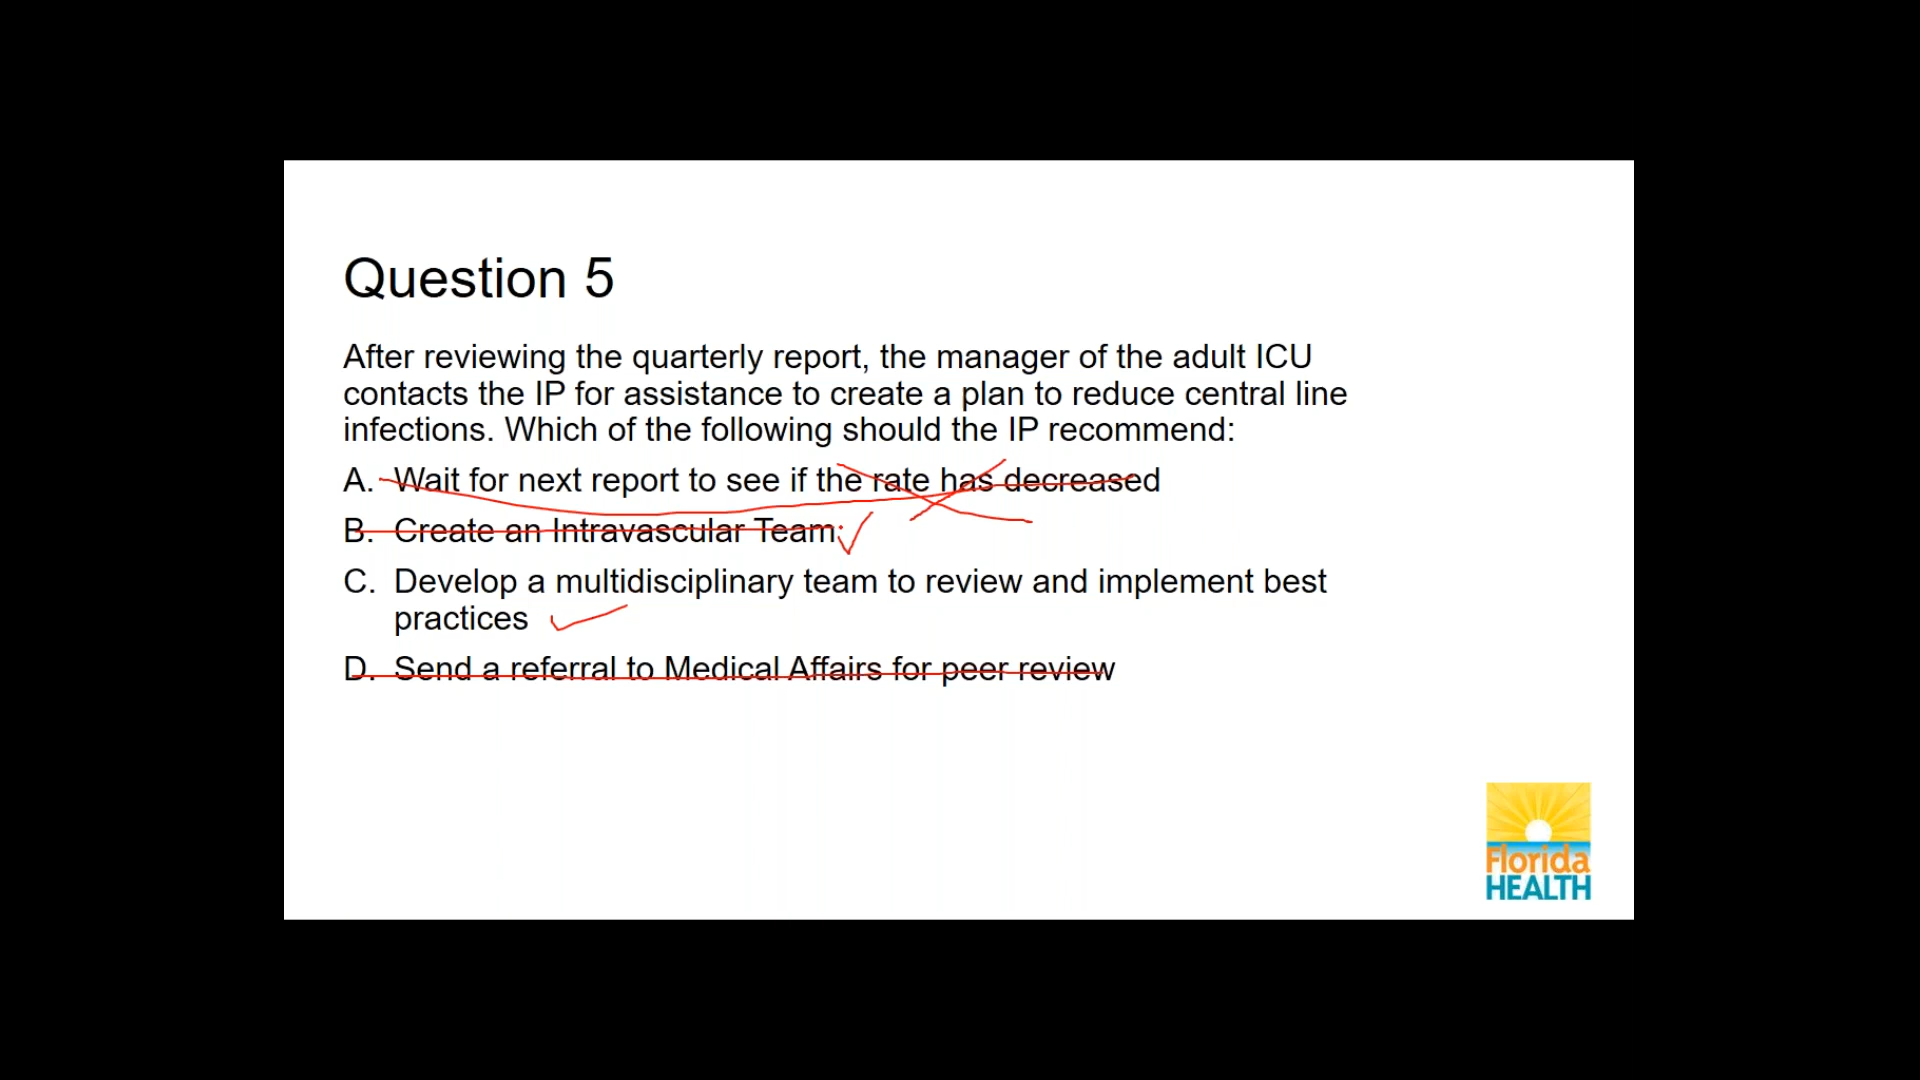 Question 5
After reviewing the quarterly report, the manager of the adult ICU
contacts the IP for assistance to create a plan to reduce central line
infections. Which of the following should the IP recommend:
A. Wait for next report to see if the rate has decreased
B. Create an Intravascular Team
C. Develop a multidisciplinary team to review and implement best
practices
D. Send a referral to Medical Affairs for peer review
Florida
HEALTH